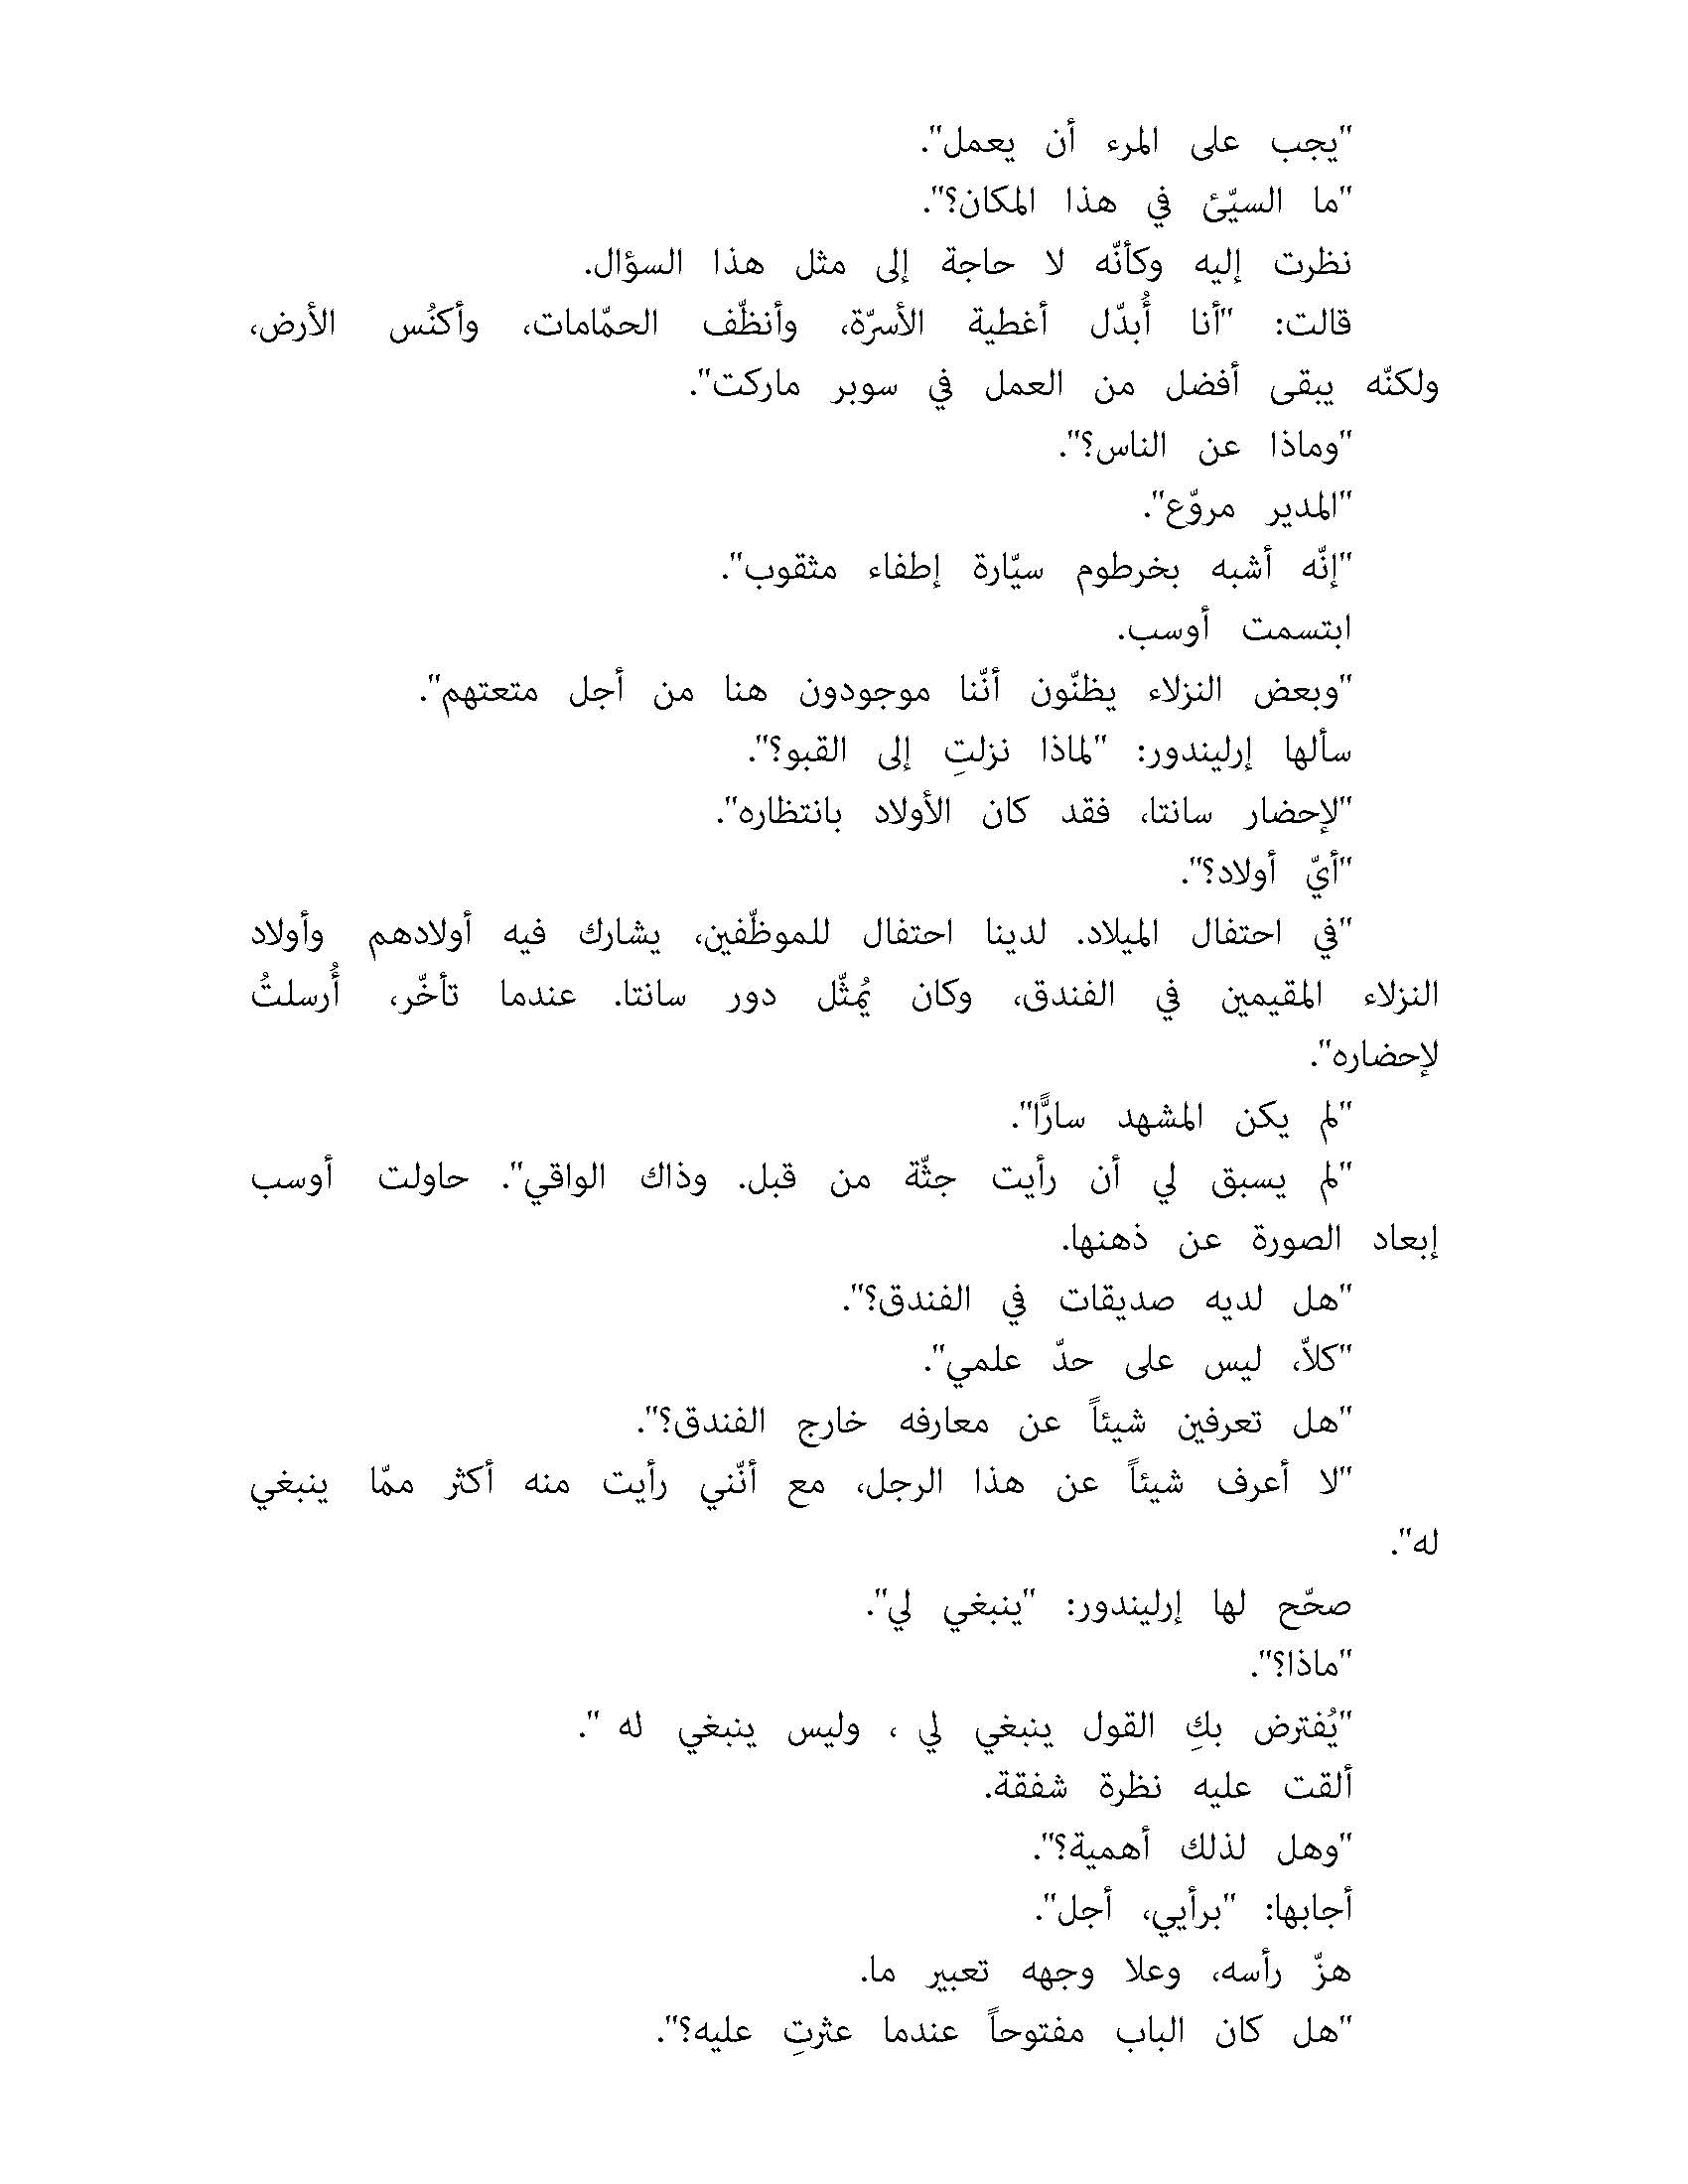 "يجب على المرء أن يعمل".
"ما السيّئ في هذا المكان؟".
نظرت إليه وكأنّه لا حاجة إلى مثل هذا السؤال.
قالت: "أنا أُبدّل أغطية الأسرّة، وأنظّف الحمّامات، وأكنُس الأرض،
ولكنّه يبقى أفضل من العمل في سوبر ماركت".
"وماذا عن الناس؟".
"المدير مروّع".
"إنّه أشبه بخرطوم سيّارة إطفاء مثقوب".
ابتسمت أوسب.
"وبعض النزلاء يظنّون أنّنا موجودون هنا من أجل متعتهم".
سألها إرليندور: "لماذا نزلتِ إلى القبو؟".
"لإحضار سانتا، فقد كان الأولاد بانتظاره".
"أيّ أولاد؟".
"في احتفال الميلاد. لدينا احتفال للموظّفين، يشارك فيه أولادهم وأولاد
النزلاء المقيمين في الفندق، وكان يُمثّل دور سانتا. عندما تأخّر، أُرسلتُ
لإحضاره".
"لم يكن المشهد سارًّا".
"لم يسبق لي أن رأيت جثّة من قبل. وذاك الواقي". حاولت أوسب
إبعاد الصورة عن ذهنها.
"هل لديه صديقات في الفندق؟".
"كلاّ، ليس على حدّ علمي".
"هل تعرفين شيئاً عن معارفه خارج الفندق؟".
"لا أعرف شيئاً عن هذا الرجل، مع أنّني رأيت منه أكثر ممّا ينبغي
له".
صحّح لها إرليندور: "ينبغي لي".
"ماذا؟".
"يُفترض بكِ القول ينبغي لي ، وليس ينبغي له ".
ألقت عليه نظرة شفقة.
"وهل لذلك أهمية؟".
أجابها: "برأيي، أجل".
هزّ رأسه، وعلا وجهه تعبير ما.
"هل كان الباب مفتوحاً عندما عثرتِ عليه؟".